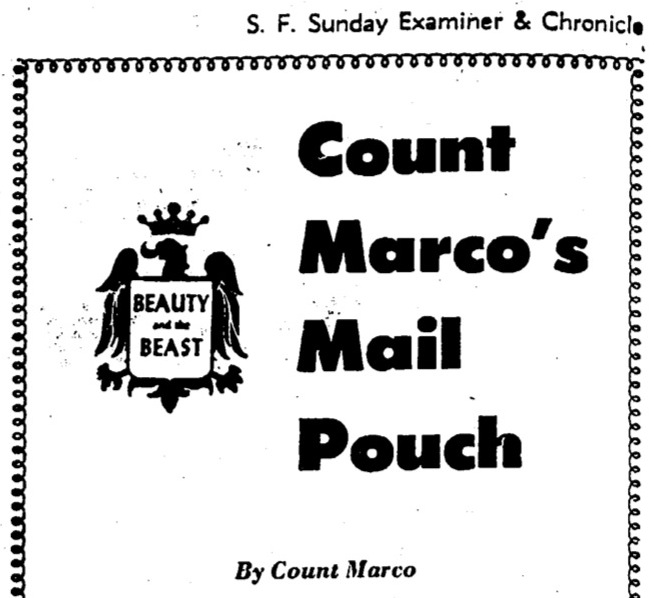 S. F. Sunday Examiner & Chronicle
Count
Marco's
Mail
Pouch
BEAUTY
and the
BEAST
By Count Marco